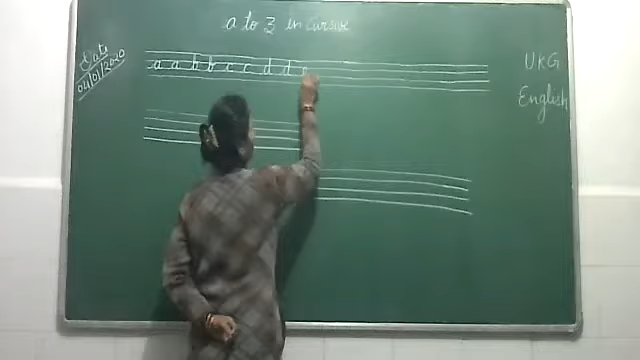 a to z in Cursive
Date
04/01/2020
UKG
English
a a b b c c d d e